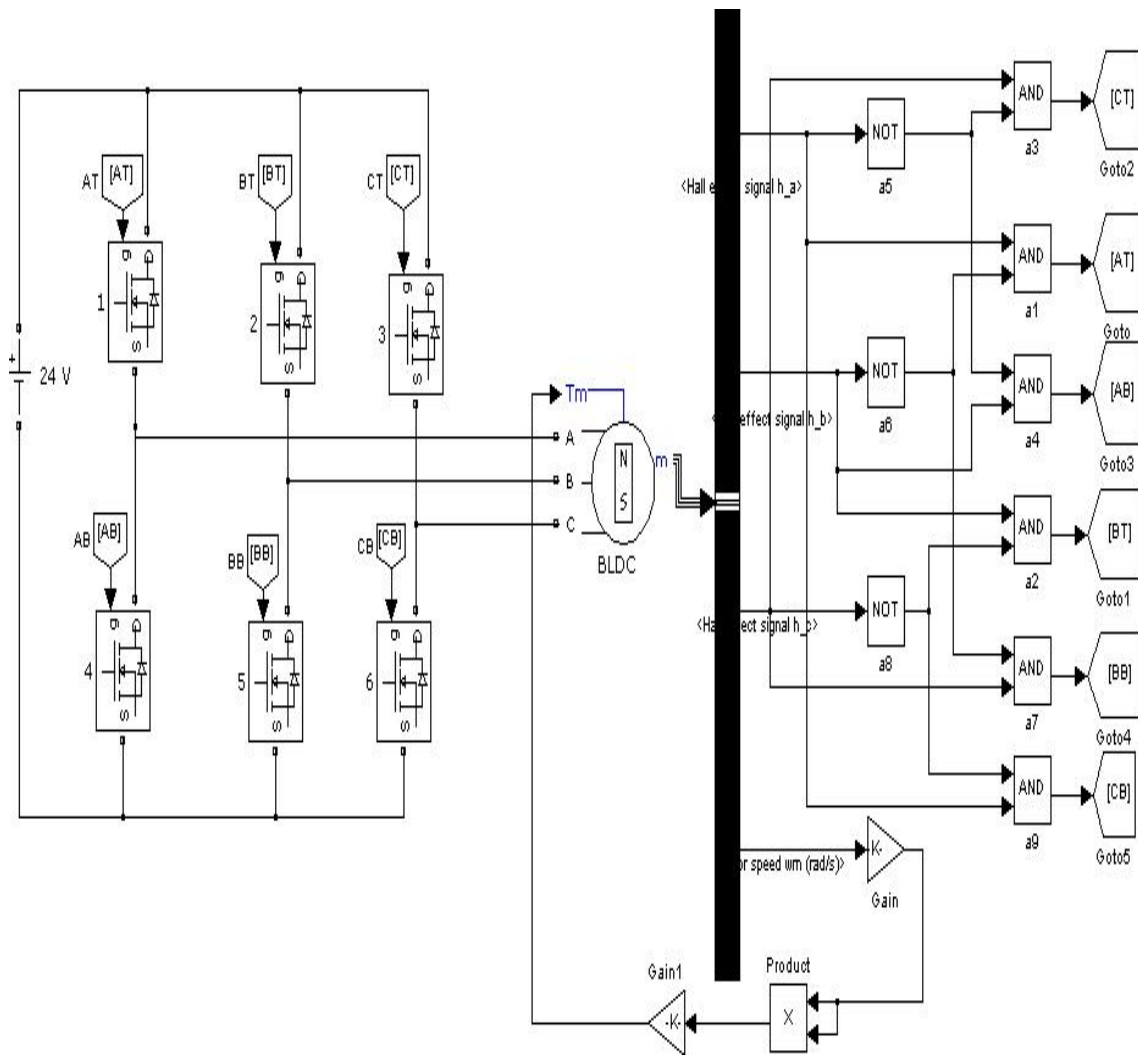 AT
[AT]
BT
[BT]
CT
[CT]
g
D
1
S
g
D
2
S
g
D
3
S
+
24 V
AB
[AB]
BB
[BB]
CB
[CB]
g
D
4
S
g
D
5
S
g
D
6
S
Tm
A
B
C
N
S
m
BLDC
<Hall effect signal h_a>
effect signal h_b>
<Ha ect signal h_c>
or speed wm (rad/s)>
NOT
a5
NOT
a6
NOT
a8
AND
a3
[CT]
Goto2
AND
a1
[AT]
Goto
AND
a4
[AB]
Goto3
AND
a2
[BT]
Goto1
AND
a7
[BB]
Goto4
AND
a9
[CB]
Goto5
K-
Gain
Product
X
Gain1
-K-